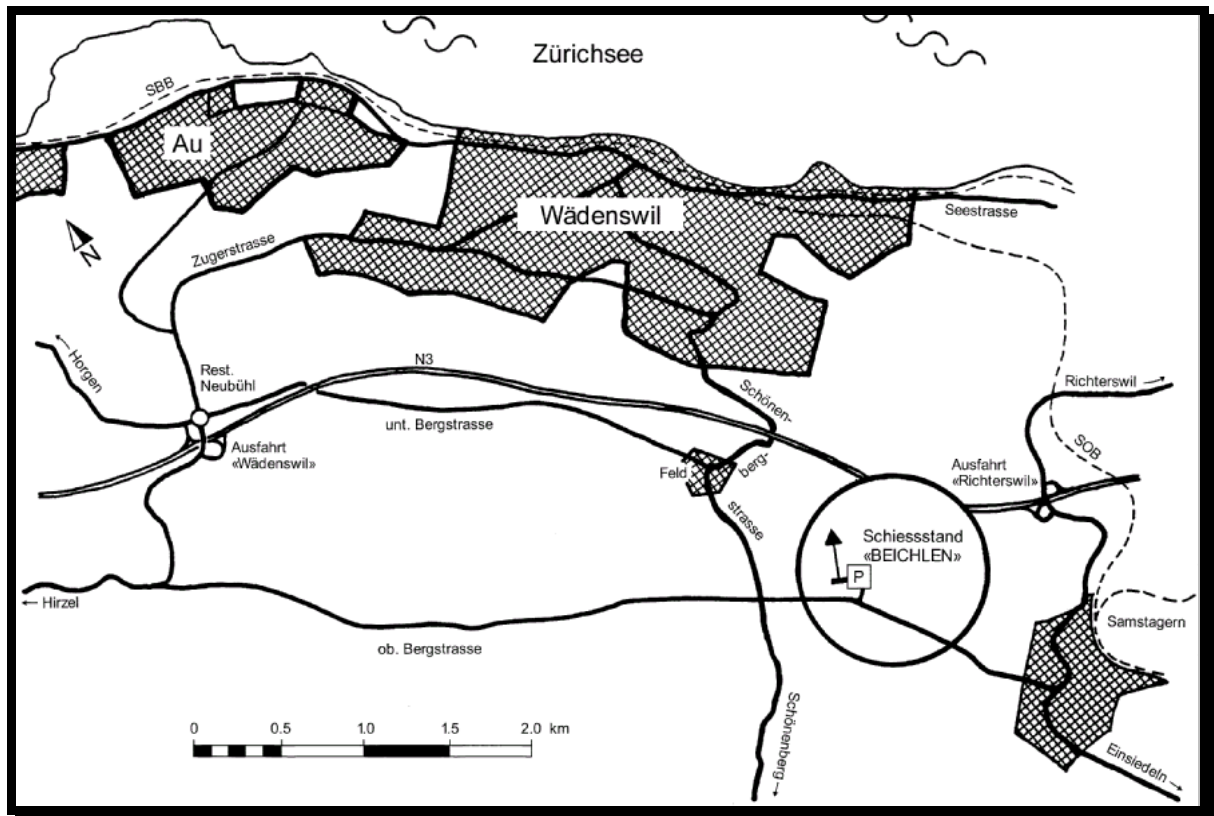 Zürichsee
SBB
Au
Wädenswil
Seestrasse
N
Zugerstrasse
Horgen
Rest.
Neubühl
N3
Schönen-
Richterswil
unt. Bergstrasse
Ausfahrt
«Wädenswil»
Feld
berg-
SOB
Ausfahrt
«Richterswil»
strasse
Schiessstand
«BEICHLEN»
P
← Hirzel
Samstagern
ob. Bergstrasse
Schönenberg
0 0.5 1.0 1.5 2.0 km
Einsiedeln